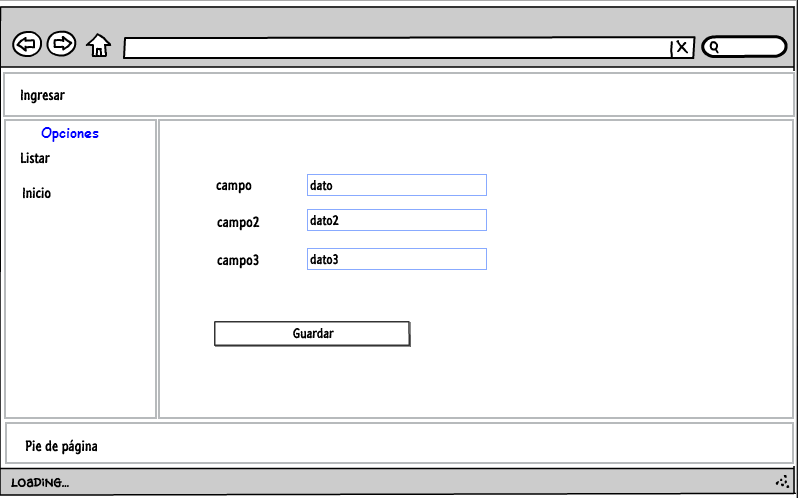 Ingresar
Opciones
Listar
Inicio
campo dato
campo2 dato2
campo3 dato3
Guardar
Pie de página
LOADING...